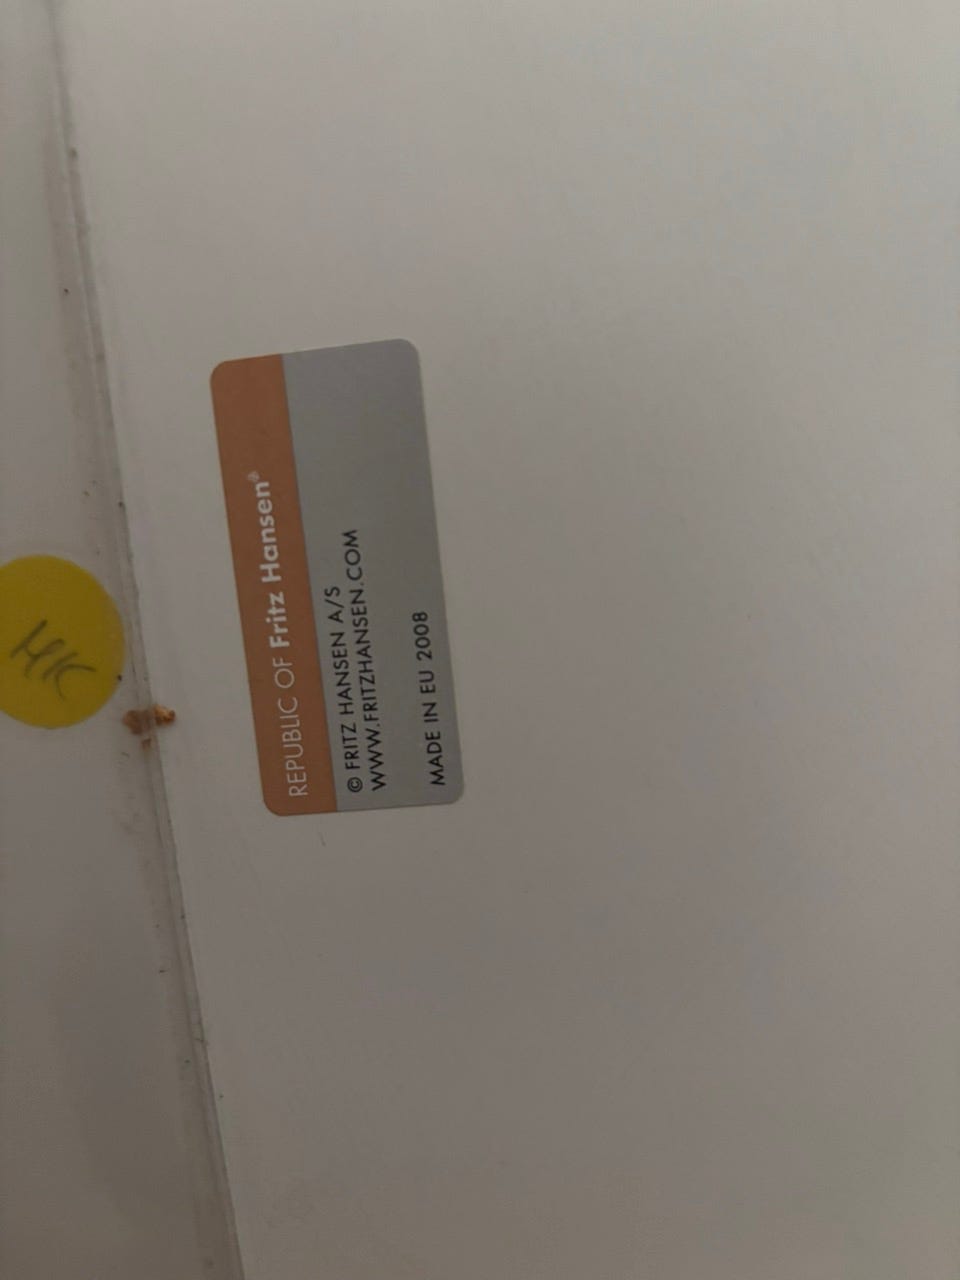 REPUBLIC OF Fritz Hansen®
© FRITZ HANSEN A/S
WWW.FRITZHANSEN.COM
MADE IN EU 2008